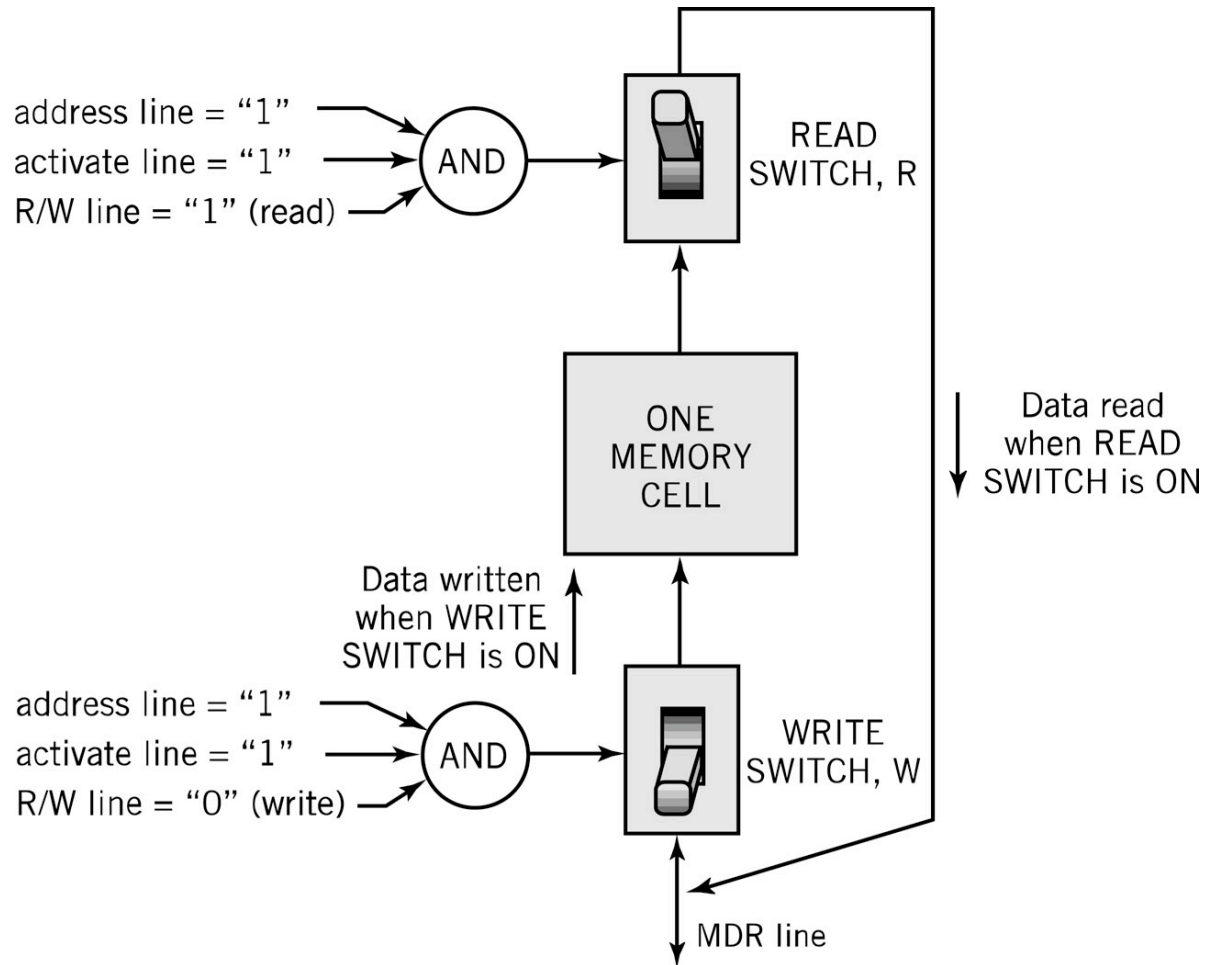 address line = “1”
activate line = “1”
R/W line = “1” (read)
AND
READ
SWITCH, R
ONE
MEMORY
CELL
Data read
when READ
SWITCH is ON
Data written
when WRITE
SWITCH is ON
address line = “1”
activate line = “1”
R/W line = “0” (write)
AND
WRITE
SWITCH, W
MDR line